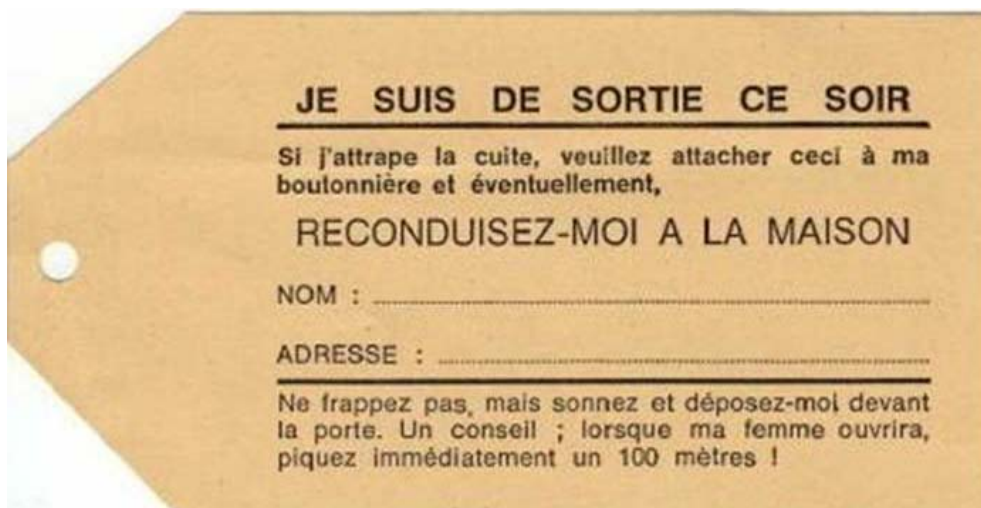 JE SUIS DE SORTIE CE SOIR
Si j'attrape la cuite, veuillez attacher ceci à ma
boutonnière et éventuellement,
RECONDUISEZ-MOI A LA MAISON
NOM :
ADRESSE :
Ne frappez pas, mais sonnez et déposez-moi devant
la porte. Un conseil ; lorsque ma femme ouvrira,
piquez immédiatement un 100 mètres !